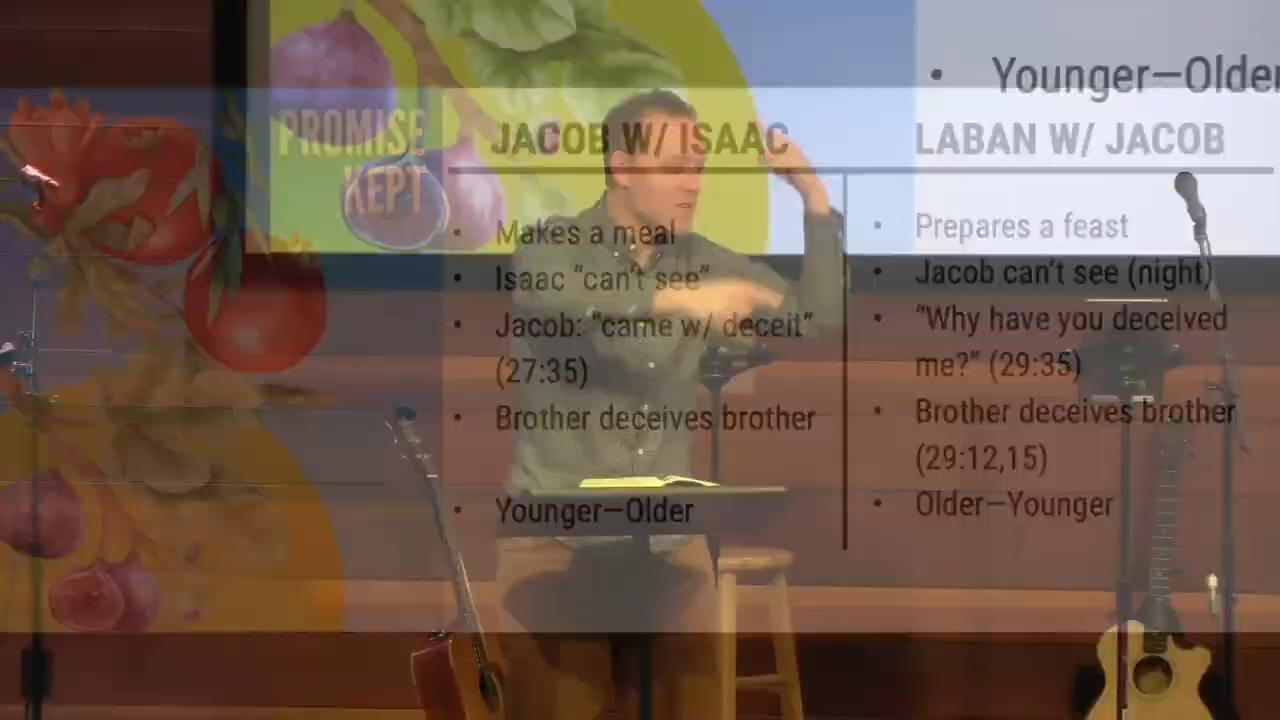 Younger—Older
PROMISE
KEPT
JACOB W/ ISAAC
LABAN W/ JACOB
• Makes a meal
• Isaac “can’t see”
• Jacob: “came w/ deceit”
(27:35)
• Brother deceives brother
• Younger—Older
• Prepares a feast
• Jacob can’t see (night)
• “Why have you deceived
me?” (29:35)
• Brother deceives brother
(29:12,15)
• Older—Younger